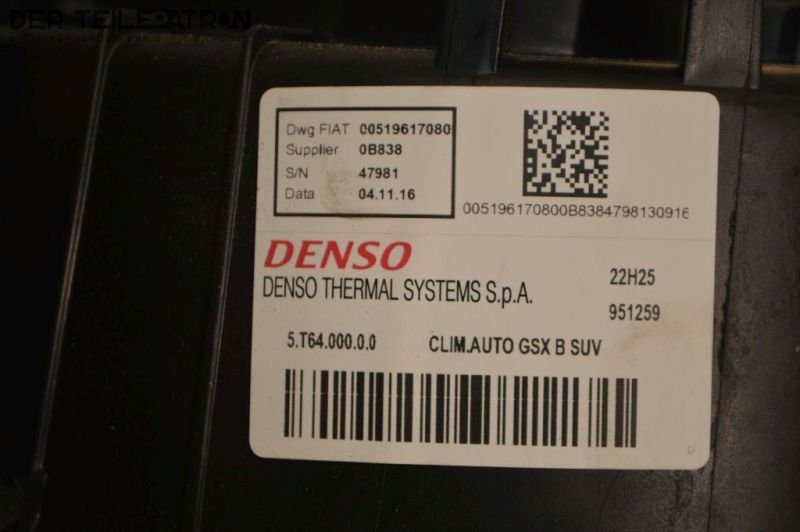 DER TEILEPATRON
Dwg FIAT 00519617080
Supplier 0B838
S/N 47981
Data 04.11.16
005196170800B8384798130916
DENSO
DENSO THERMAL SYSTEMS S.p.A.
22H25
951259
5.T64.000.0.0 CLIM.AUTO GSX B SUV